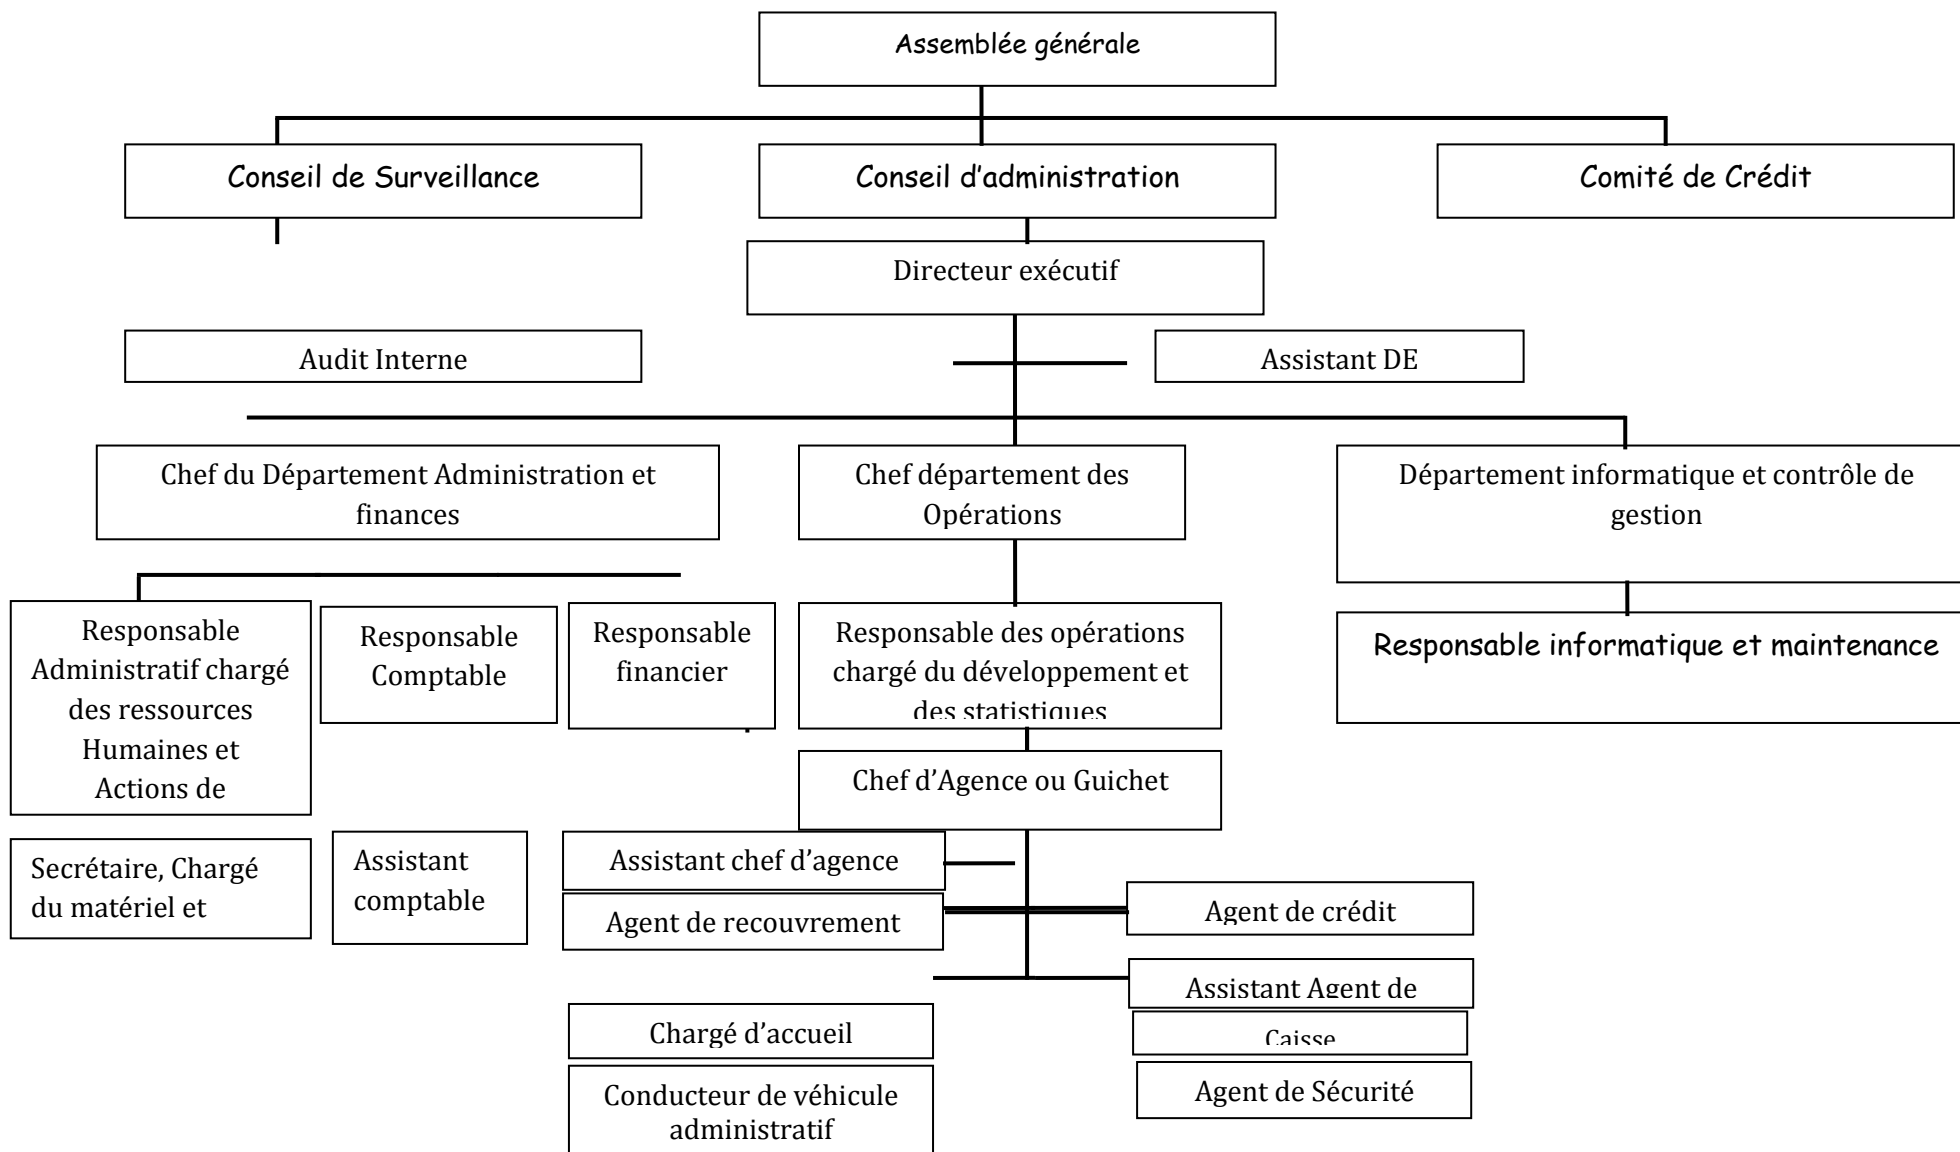 Assemblée générale
Conseil de Surveillance
Conseil d’administration
Comité de Crédit
Directeur exécutif
Audit Interne
Assistant DE
Chef du Département Administration et
finances
Chef département des
Opérations
Département informatique et contrôle de
gestion
Responsable
Administratif chargé
des ressources
Humaines et
Actions de
Responsable
Comptable
Responsable
financier
Responsable des opérations
chargé du développement et
des statistiques
Responsable informatique et maintenance
Chef d’Agence ou Guichet
Secrétaire, Chargé
du matériel et
Assistant
comptable
Assistant chef d’agence
Agent de recouvrement
Agent de crédit
Assistant Agent de
Chargé d’accueil
Caisse
Conducteur de véhicule
administratif
Agent de Sécurité